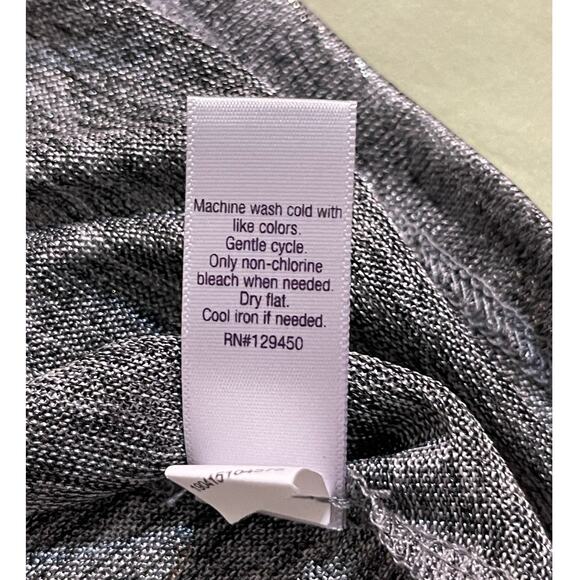 Machine wash cold with
like colors.
Gentle cycle.
Only non-chlorine
bleach when needed.
Dry flat.
Cool iron if needed.
RN#129450